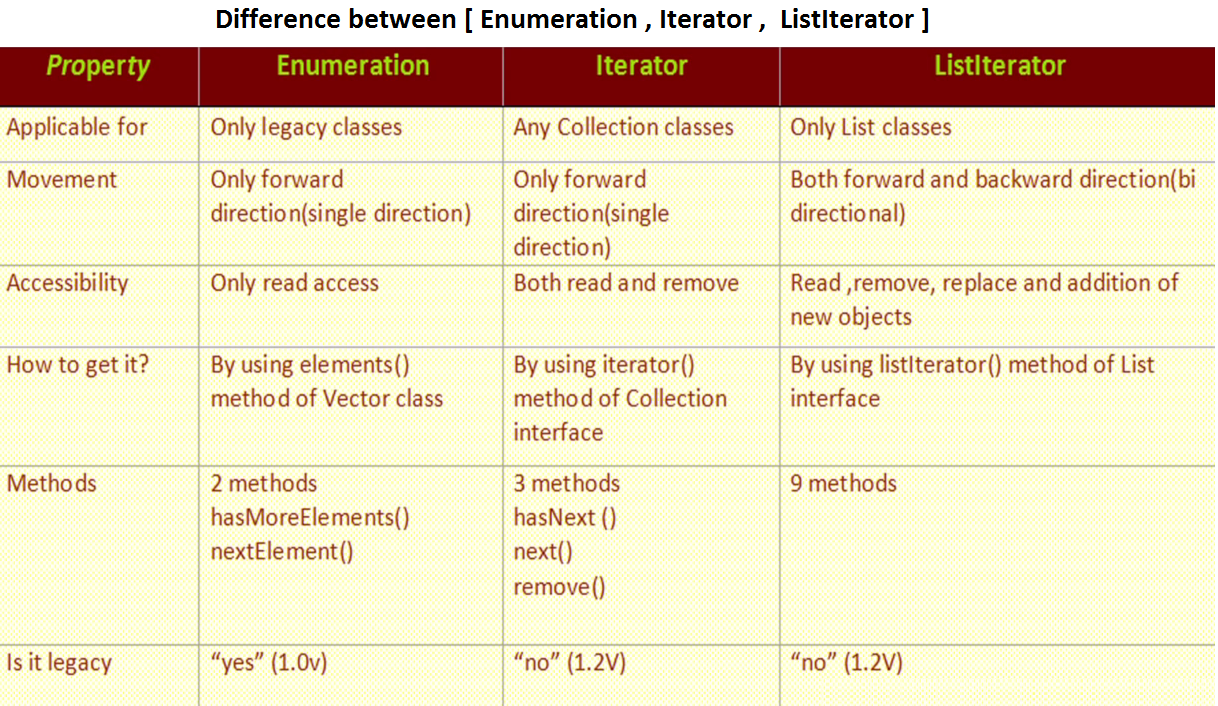 Difference between [ Enumeration , Iterator ,  ListIterator ]
Property
Enumeration
Iterator
ListIterator
Applicable for
Only legacy classes
Any Collection classes
Only List classes
Movement
Only forward
direction(single direction)
Only forward
direction(single
direction)
Both forward and backward direction(bi
directional)
Accessibility
Only read access
Both read and remove
Read ,remove, replace and addition of
new objects
How to get it?
By using elements()
method of Vector class
By using iterator()
method of Collection
interface
By using listIterator() method of List
interface
Methods
2 methods
hasMoreElements()
nextElement()
3 methods
hasNext ()
next()
remove()
9 methods
Is it legacy
“yes” (1.0v)
“no” (1.2V)
“no” (1.2V)